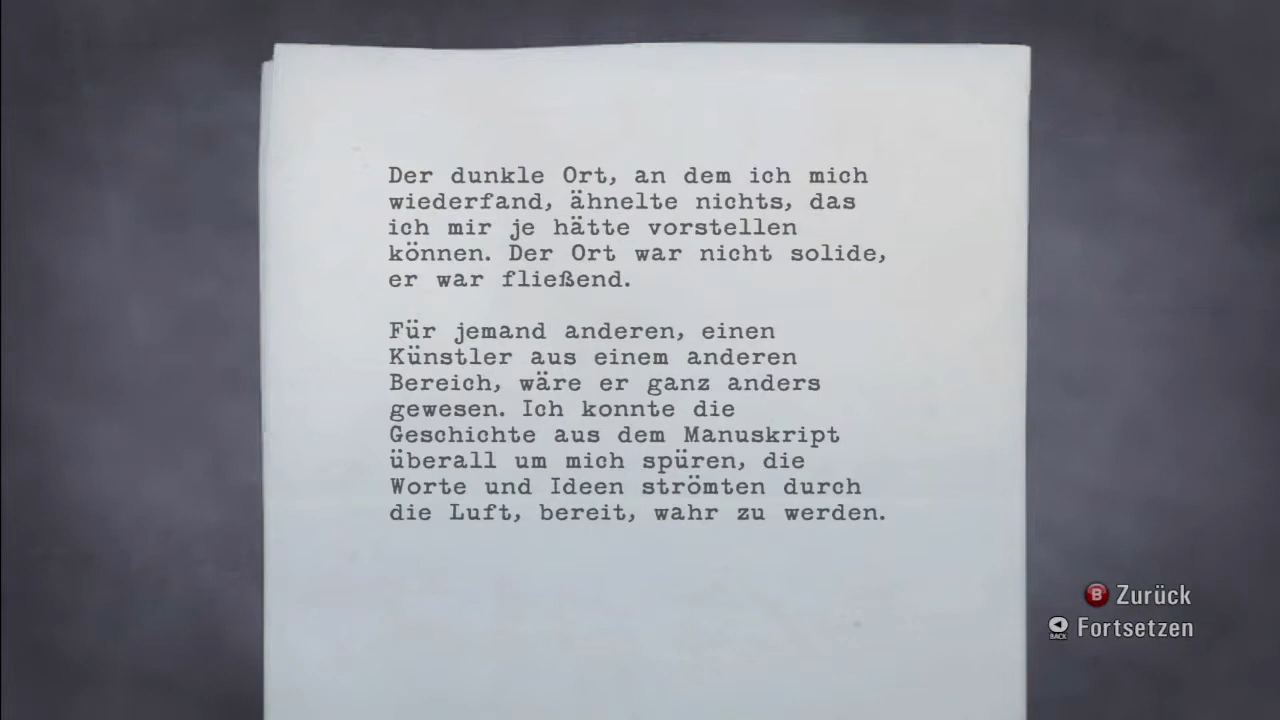 Der dunkle Ort, an dem ich mich
wiederfand, ähnelte nichts, das
ich mir je hätte vorstellen
können. Der Ort war nicht solide,
er war fließend.
Für jemand anderen, einen
Künstler aus einem anderen
Bereich, wäre er ganz anders
gewesen. Ich konnte die
Geschichte aus dem Manuskript
überall um mich spüren, die
Worte und Ideen strömten durch
die Luft, bereit, wahr zu werden.
B Zurück
BACK Fortsetzen